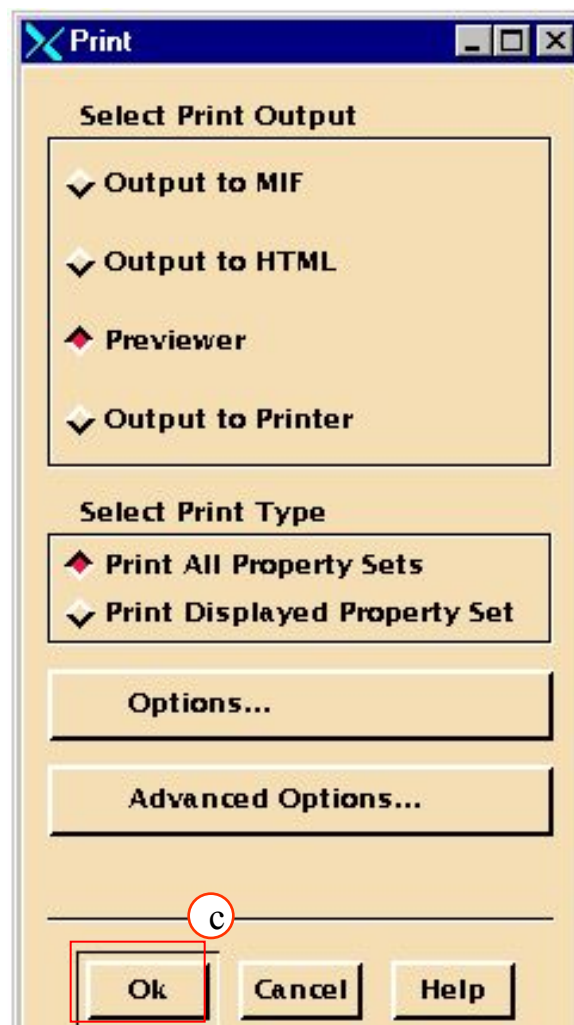 Print
Select Print Output
Output to MIF
Output to HTML
Previewer
Output to Printer
Select Print Type
Print All Property Sets
Print Displayed Property Set
Options...
Advanced Options...
c
Ok Cancel Help